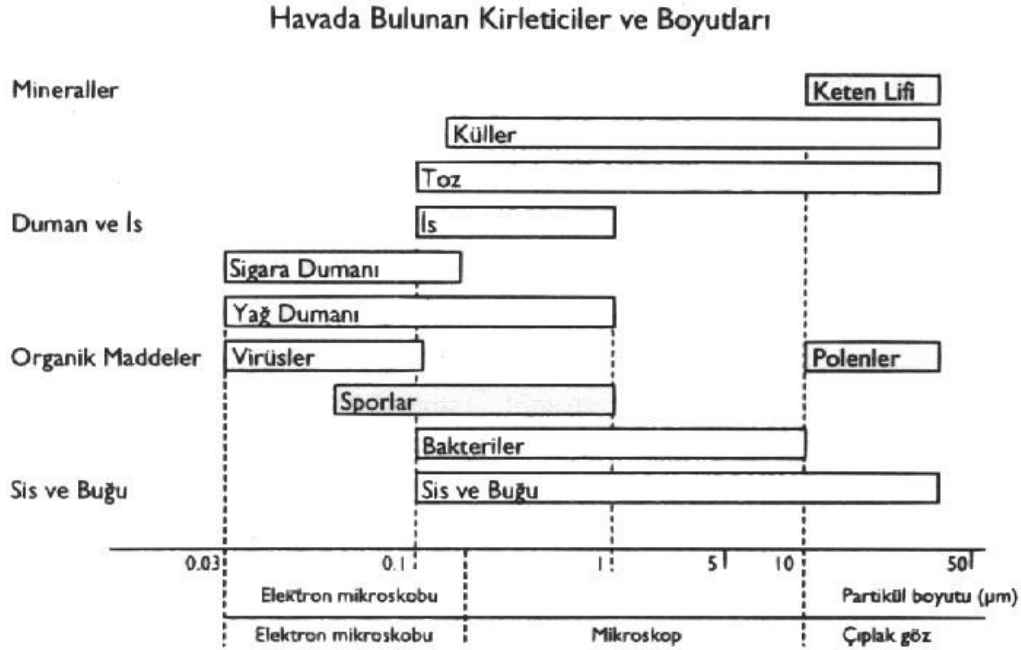 Havada Bulunan Kirleticiler ve Boyutları
Mineraller
Keten Lifi
Küller
Toz
Duman ve İs
İs
Sigara Dumanı
Yağ Dumanı
Organik Maddeler
Virüsler
Polenler
Sporlar
Bakteriler
Sis ve Buğu
Sis ve Buğu
0.03 0.1 1 5 10 50
Elektron mikroskobu
Partikül boyutu (µm)
Elektron mikroskobu
Mikroskop
Çıplak göz